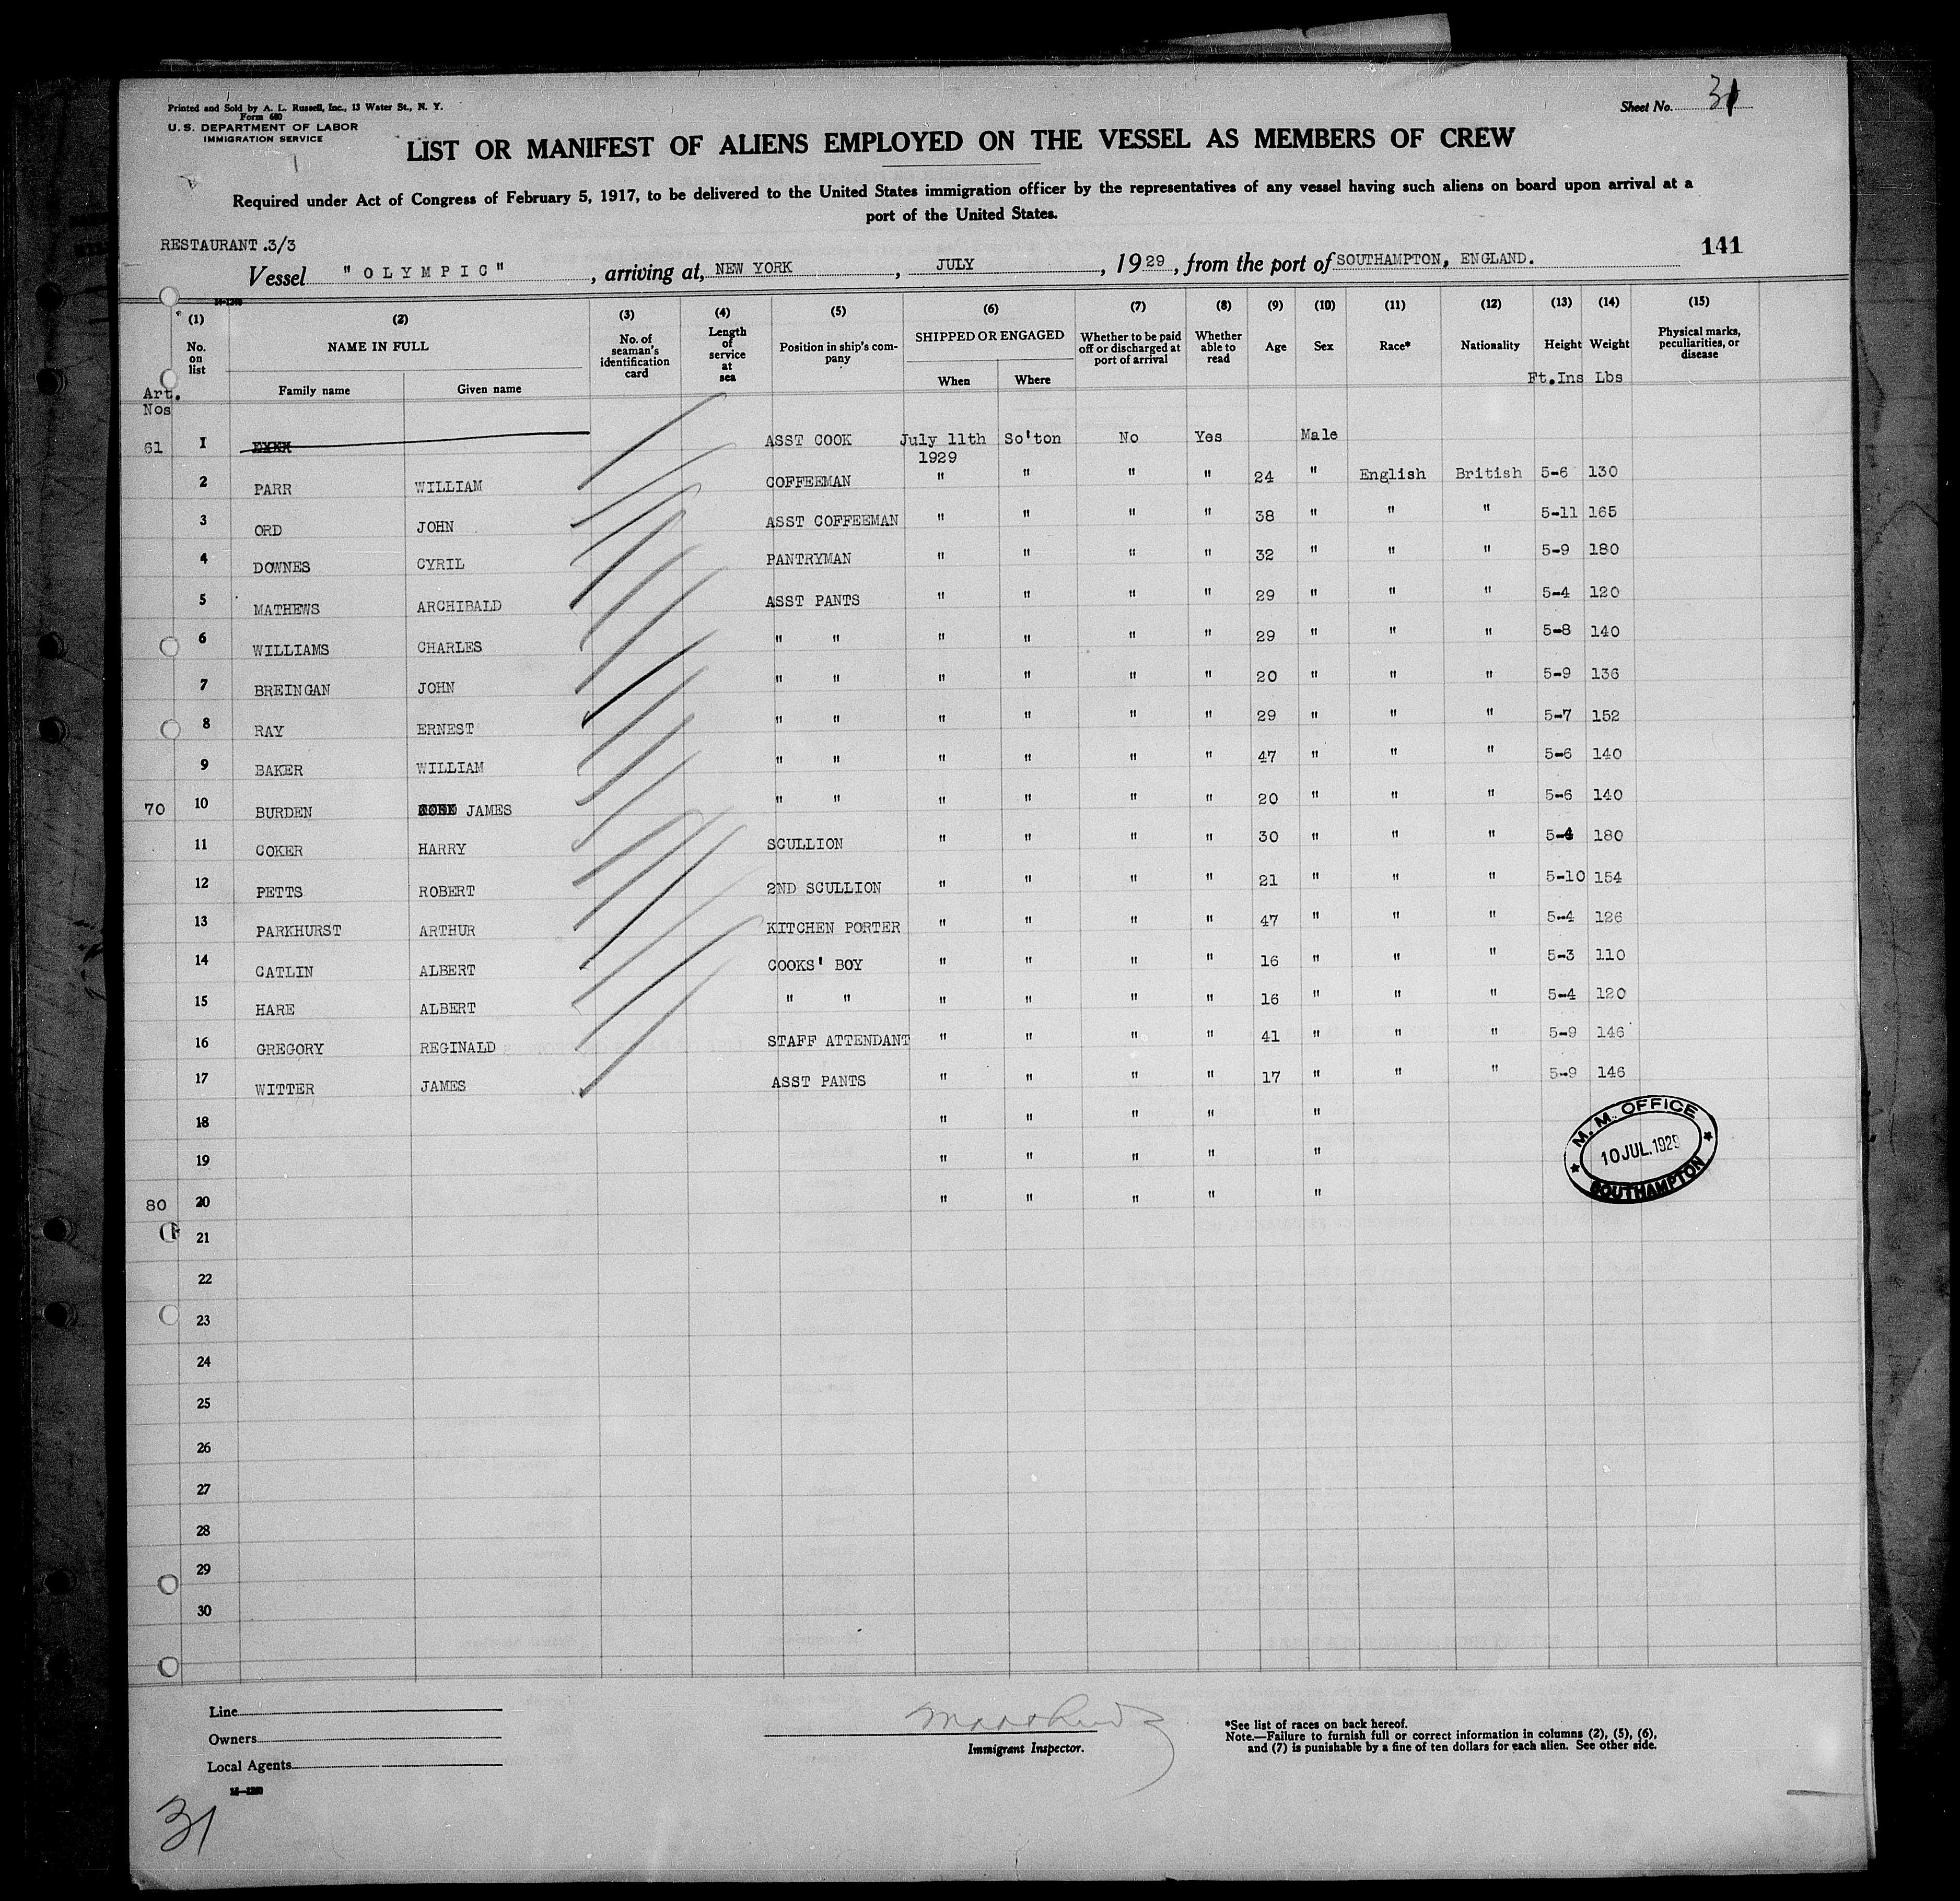 Printed and Sold by A. L. Russell, Inc., 13 Water St., N. Y.
Form 680
U. S. DEPARTMENT OF LABOR
IMMIGRATION SERVICE
Sheet No. 31
LIST OR MANIFEST OF ALIENS EMPLOYED ON THE VESSEL AS MEMBERS OF CREW
Required under Act of Congress of February 5, 1917, to be delivered to the United States immigration officer by the representatives of any vessel having such aliens on board upon arrival at a
port of the United States.
RESTAURANT .3/3
141
Vessel "OLYMPIC", arriving at, NEW YORK, JULY, 1929, from the port of SOUTHAMPTON, ENGLAND.
(1) (2) (3) (4) (5) (6) (7) (8) (9) (10) (11) (12) (13) (14) (15)
No. on list NAME IN FULL No. of seaman's identification card Length of service at sea Position in ship's company SHIPPED OR ENGAGED Whether to be paid off or discharged at port of arrival Whether able to read Age Sex Race* Nationality Height Weight Physical marks, peculiarities, or disease
Family name Given name When Where Ft.Ins Lbs
Art.
Nos
61 1 ASST COOK July 11th So'ton No Yes Male
1929
2 PARR WILLIAM COFFEEMAN " " " " 24 " English British 5-6 130
3 ORD JOHN ASST COFFEEMAN " " " " 38 " " " 5-11 165
4 DOWNES CYRIL PANTRYMAN " " " " 32 " " " 5-9 180
5 MATHEWS ARCHIBALD ASST PANTS " " " " 29 " " " 5-4 120
6 WILLIAMS CHARLES " " " " " " 29 " " " 5-8 140
7 BREINGAN JOHN " " " " " " 20 " " " 5-9 136
8 RAY ERNEST " " " " " " 29 " " " 5-7 152
9 BAKER WILLIAM " " " " " " 47 " " " 5-6 140
70 10 BURDEN JAMES " " " " " " 20 " " " 5-6 140
11 COKER HARRY SCULLION " " " " 30 " " " 5-4 180
12 PETTS ROBERT 2ND SCULLION " " " " 21 " " " 5-10 154
13 PARKHURST ARTHUR KITCHEN PORTER " " " " 47 " " " 5-4 126
14 CATLIN ALBERT COOKS' BOY " " " " 16 " " " 5-3 110
15 HARE ALBERT " " " " " " 16 " " " 5-4 120
16 GREGORY REGINALD STAFF ATTENDANT " " " " 41 " " " 5-9 146
17 WITTER JAMES ASST PANTS " " " " 17 " " " 5-9 146
18 " " " " "
19 " " " " "
80 20 " " " " "
M. M. OFFICE
10 JUL. 1929
SOUTHAMPTON
21
22
23
24
25
26
27
28
29
30
Line
Owners
Local Agents
Immigrant Inspector.
*See list of races on back hereof.
Note.—Failure to furnish full or correct information in columns (2), (5), (6),
and (7) is punishable by a fine of ten dollars for each alien. See other side.
31